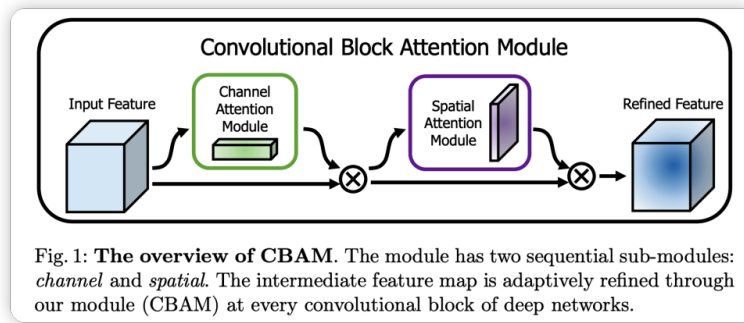 Convolutional Block Attention Module
Input Feature
Channel
Attention
Module
Spatial
Attention
Module
Refined Feature
Fig. 1: The overview of CBAM. The module has two sequential sub-modules:
channel and spatial. The intermediate feature map is adaptively refined through
our module (CBAM) at every convolutional block of deep networks.